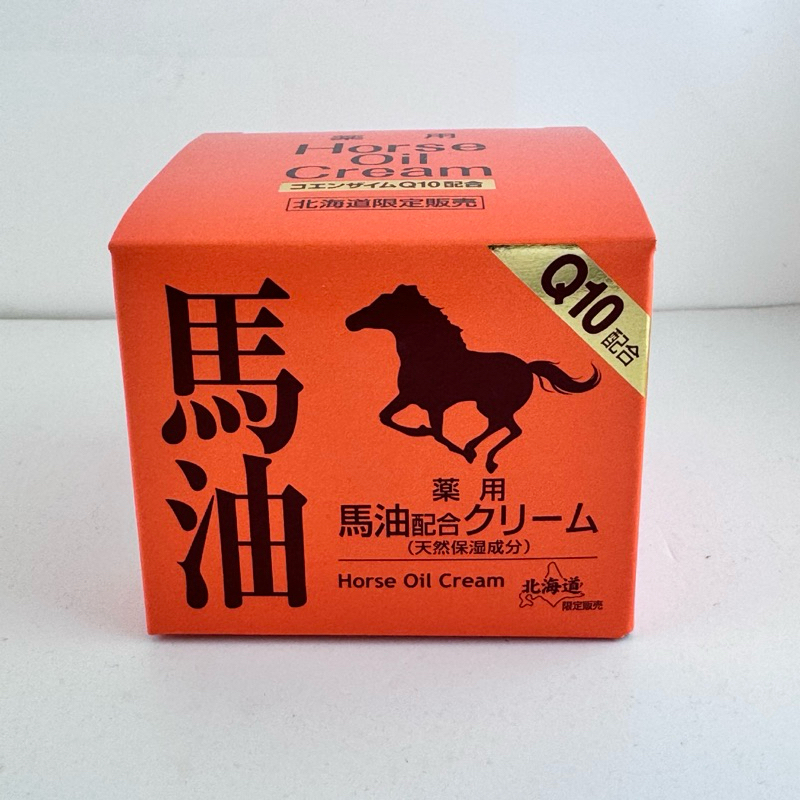 薬用
Horse
Oil
Cream
コエンザイムQ10配合
北海道限定販売
Q10配合
馬油
薬用
馬油配合クリーム
(天然保湿成分)
Horse Oil Cream
北海道
限定販売